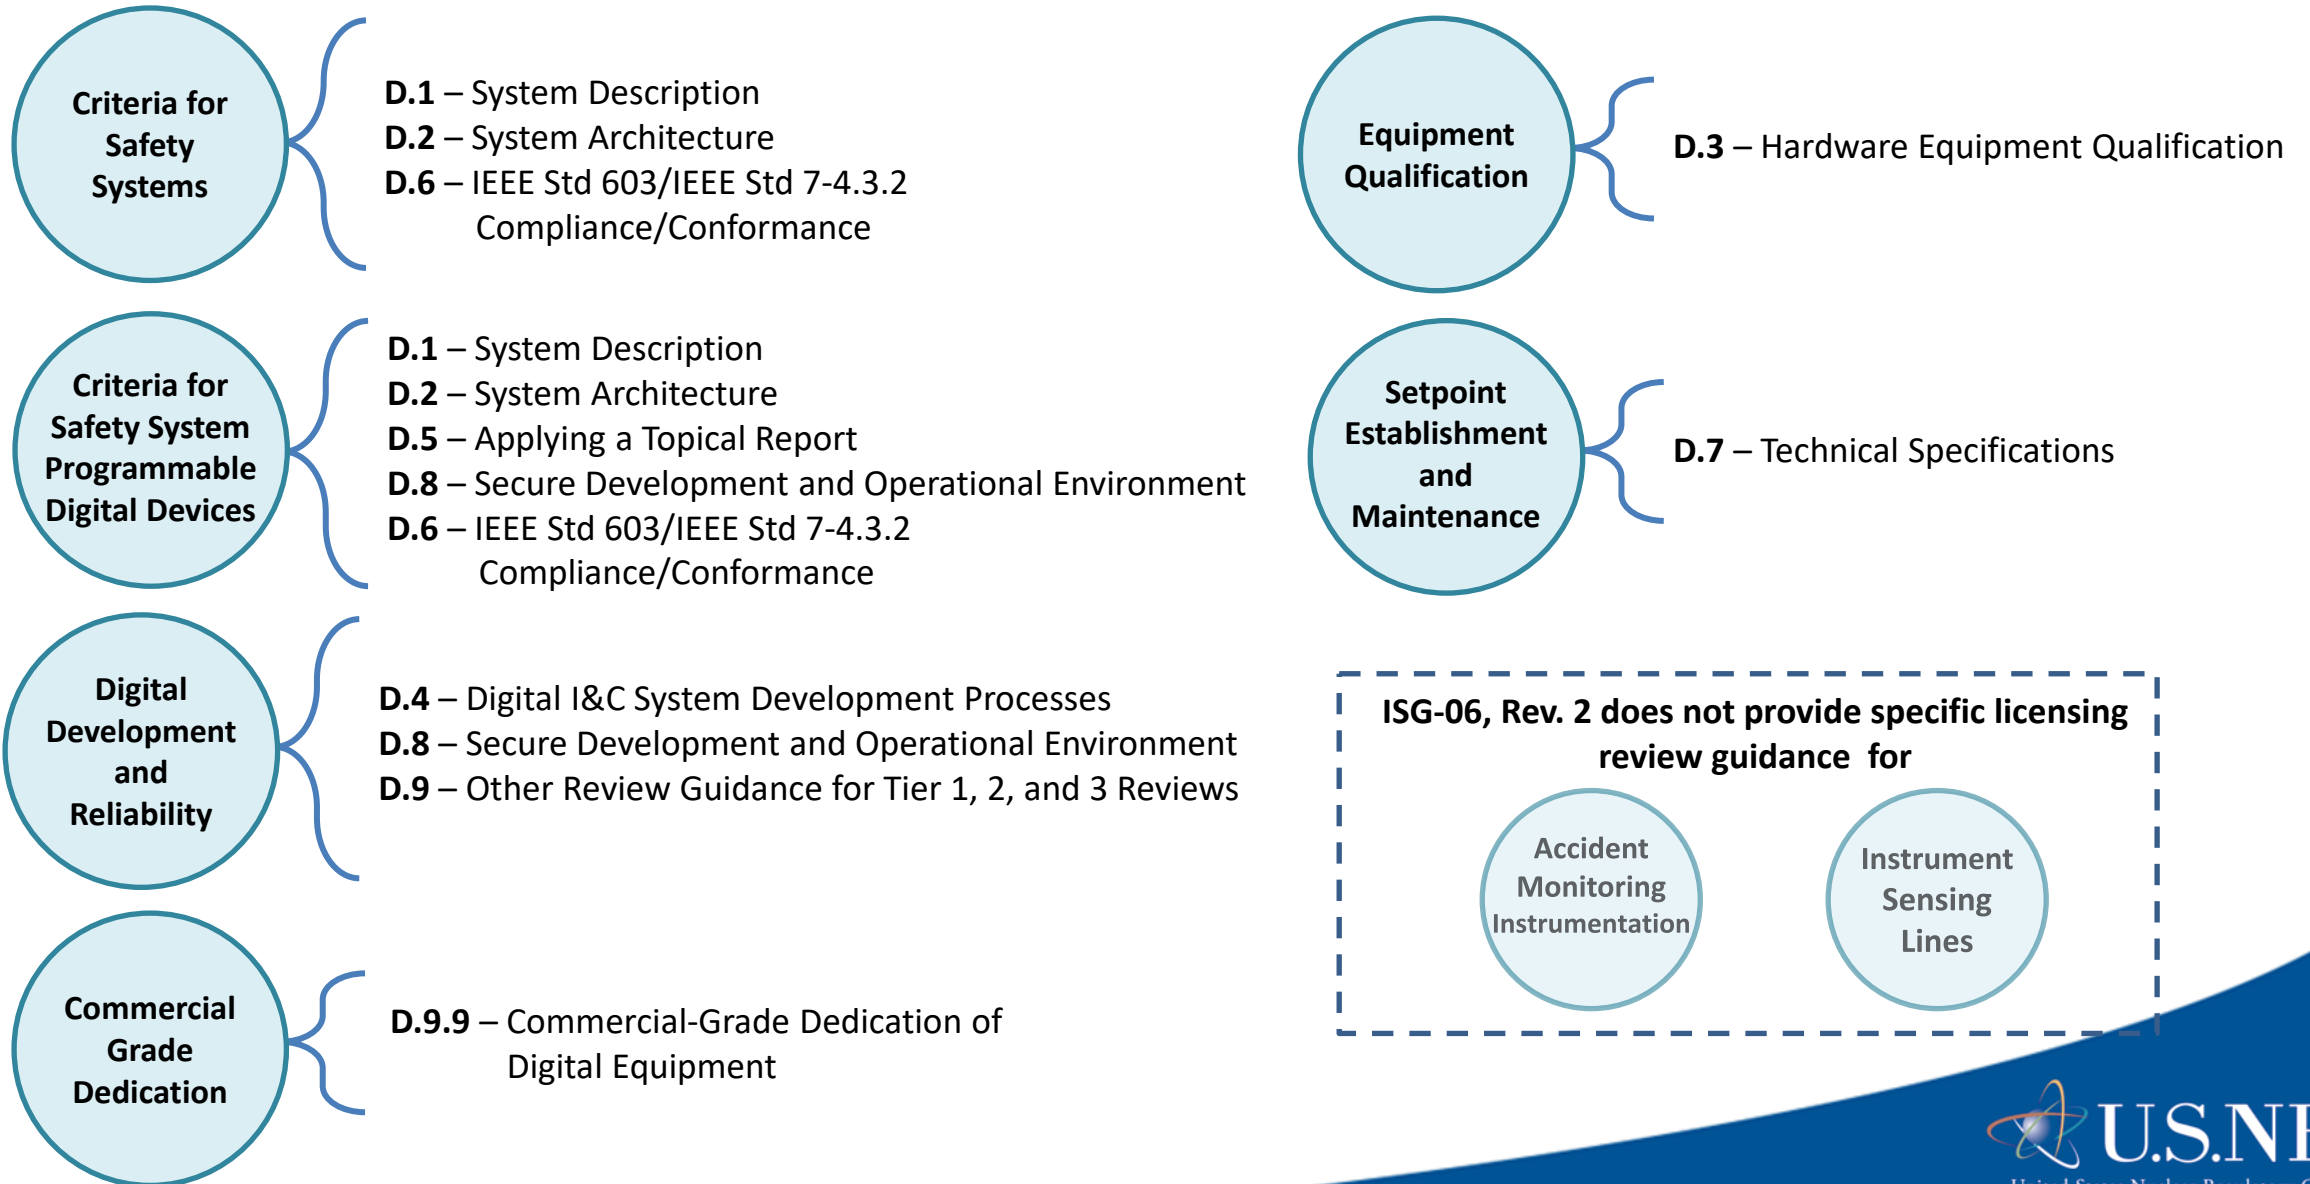 Criteria for
Safety
Systems
D.1 – System Description
D.2 – System Architecture
D.6 – IEEE Std 603/IEEE Std 7-4.3.2
Compliance/Conformance
Criteria for
Safety System
Programmable
Digital Devices
D.1 – System Description
D.2 – System Architecture
D.5 – Applying a Topical Report
D.8 – Secure Development and Operational Environment
D.6 – IEEE Std 603/IEEE Std 7-4.3.2
Compliance/Conformance
Digital
Development
and
Reliability
D.4 – Digital I&C System Development Processes
D.8 – Secure Development and Operational Environment
D.9 – Other Review Guidance for Tier 1, 2, and 3 Reviews
Commercial
Grade
Dedication
D.9.9 – Commercial-Grade Dedication of
Digital Equipment
Equipment
Qualification
D.3 – Hardware Equipment Qualification
Setpoint
Establishment
and
Maintenance
D.7 – Technical Specifications
ISG-06, Rev. 2 does not provide specific licensing
review guidance for
Accident
Monitoring
Instrumentation
Instrument
Sensing
Lines
U.S.N